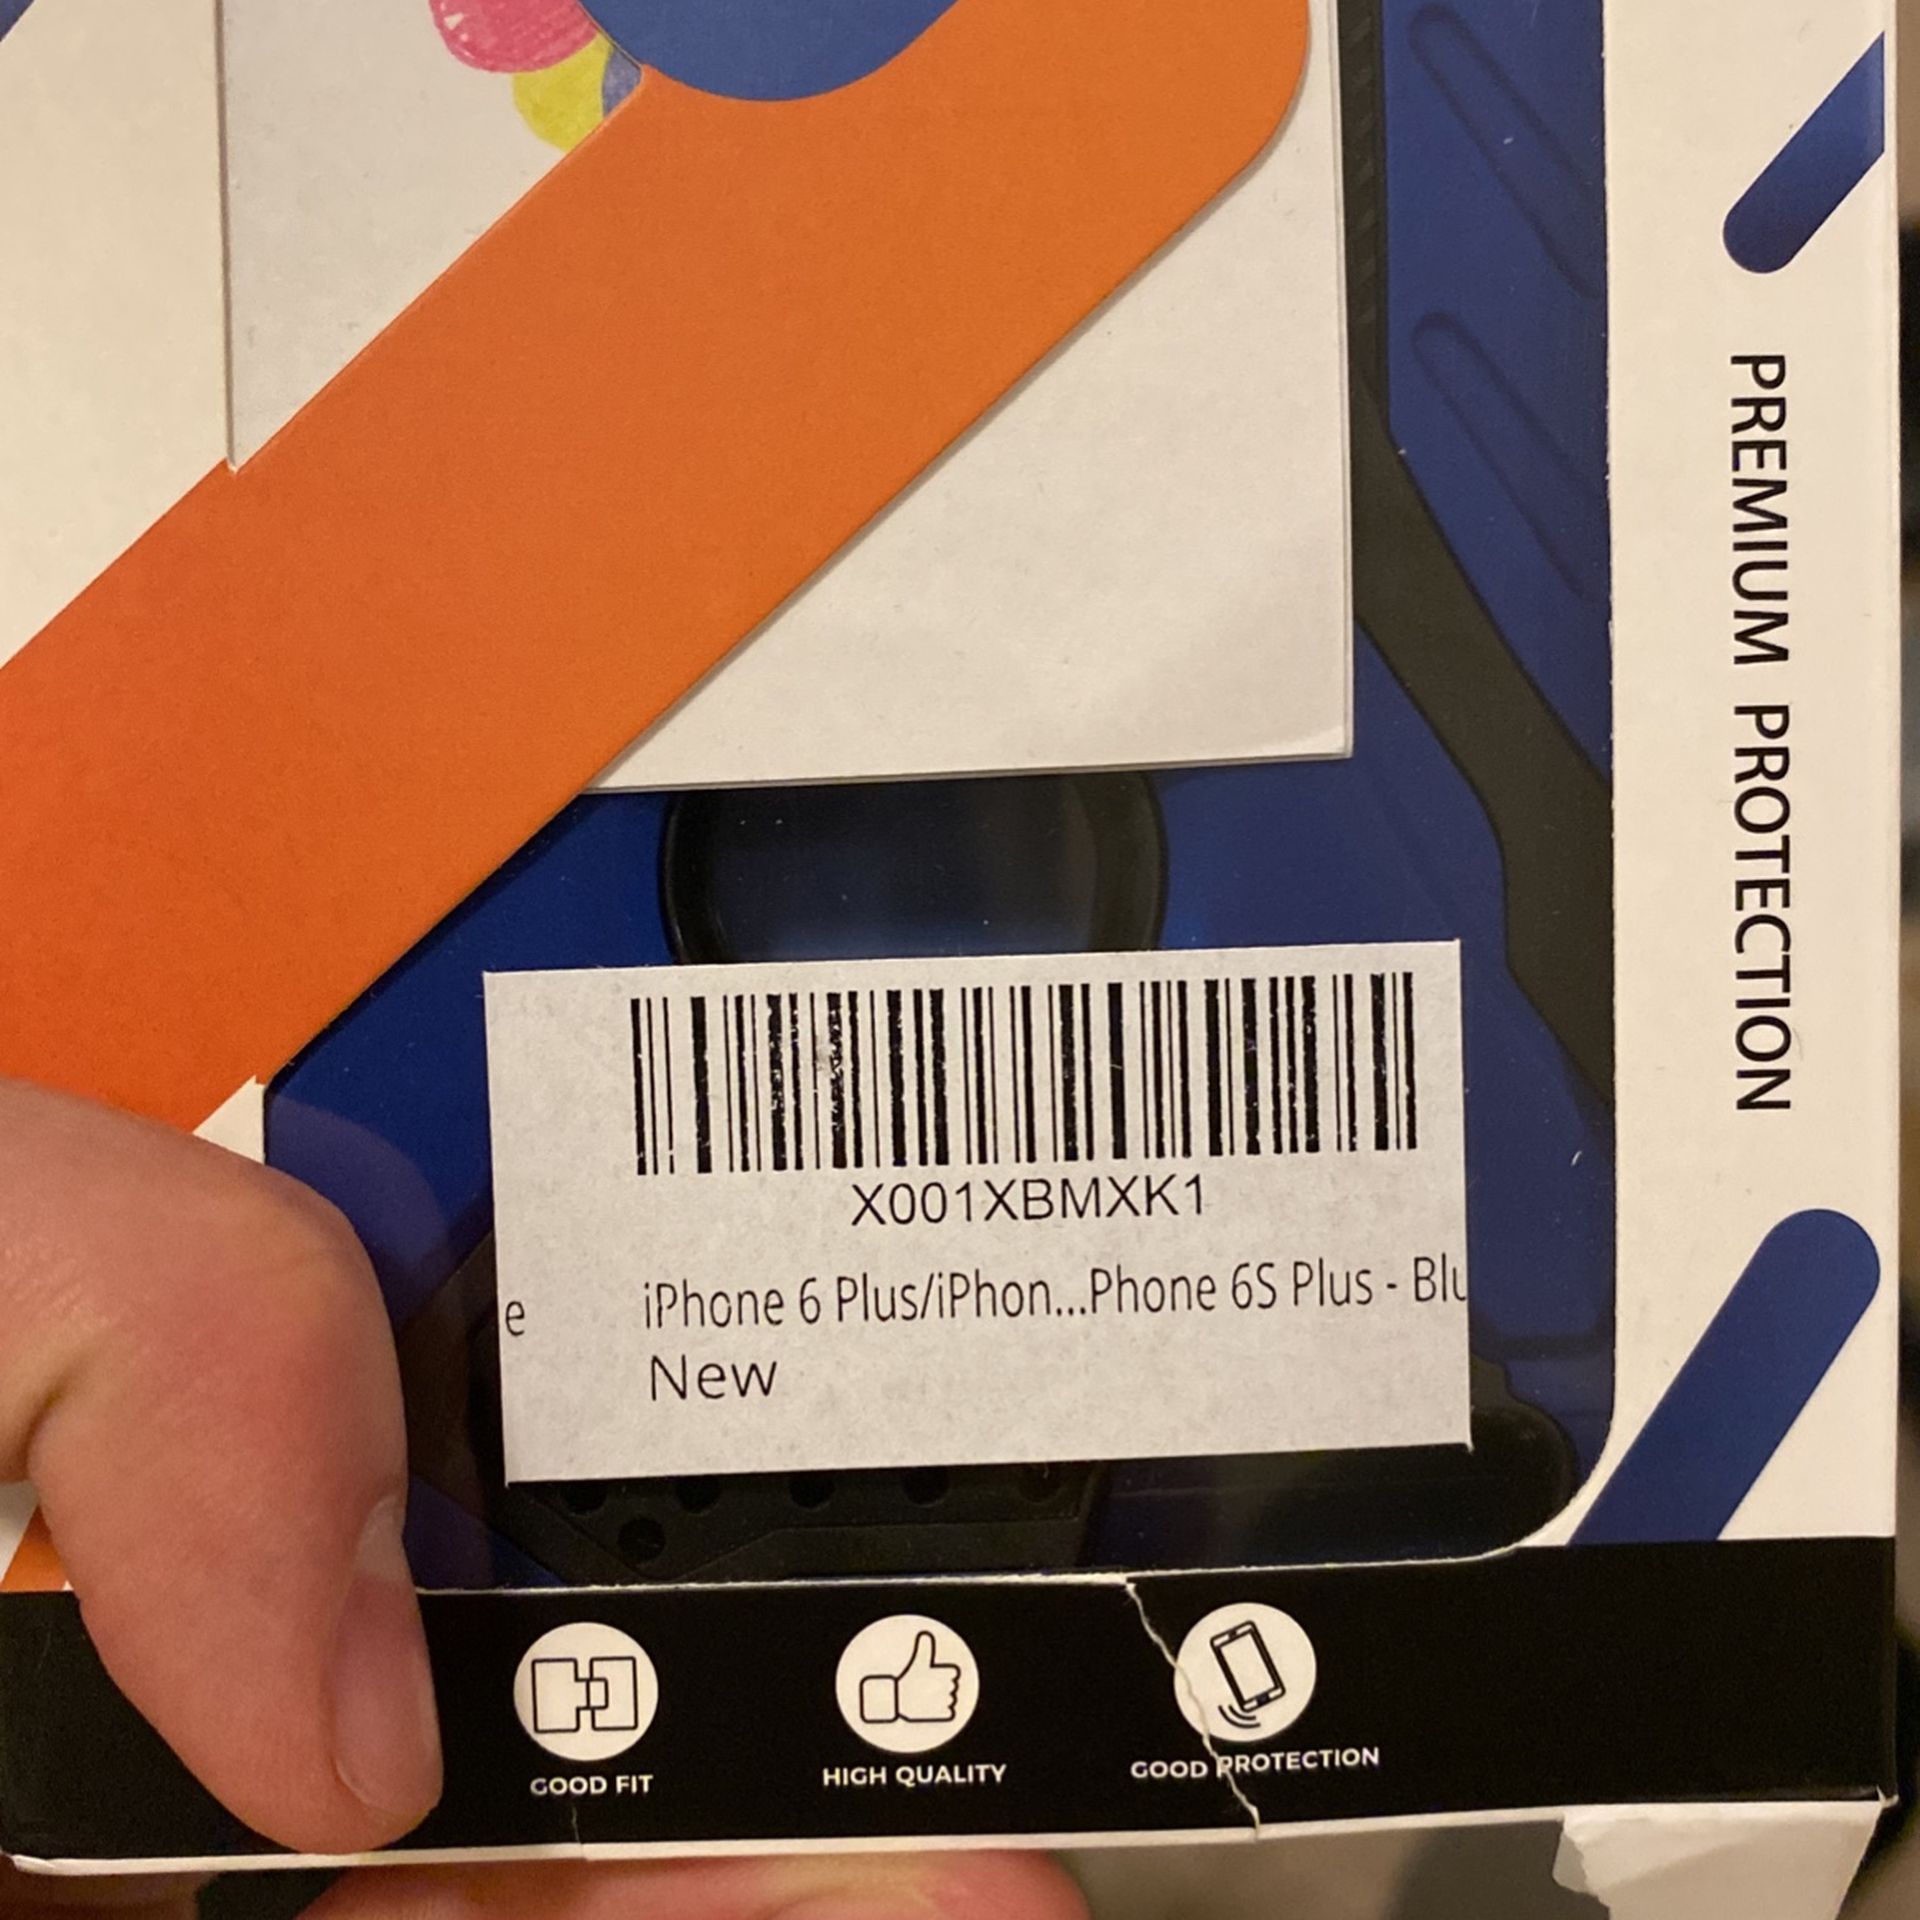 PREMIUM PROTECTION
X001XBMXK1
e iPhone 6 Plus/iPhon...Phone 6S Plus - Blu
New
GOOD FIT
HIGH QUALITY
GOOD PROTECTION